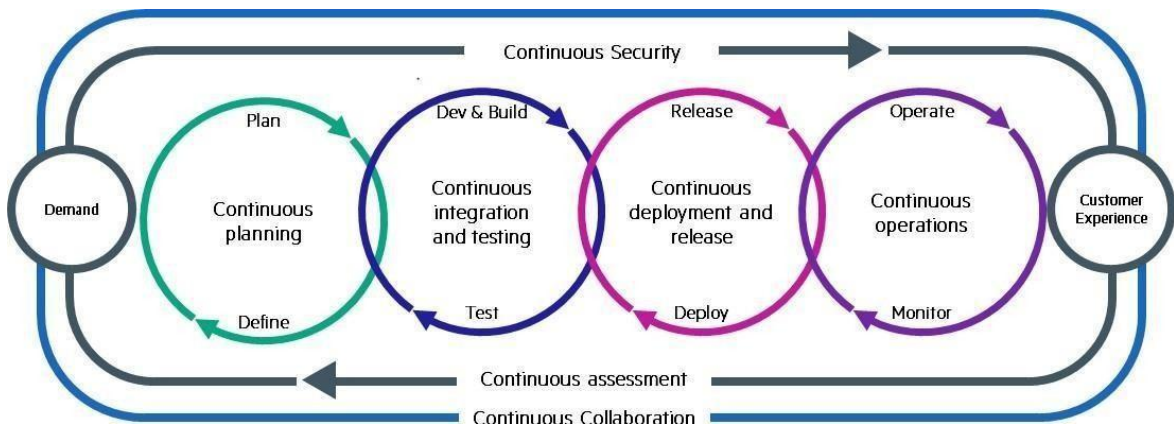 Continuous Security
Plan
Dev & Build
Release
Operate
Demand
Continuous
planning
Continuous
integration
and testing
Continuous
deployment and
release
Continuous
operations
Customer
Experience
Define
Test
Deploy
Monitor
Continuous assessment
Continuous Collaboration